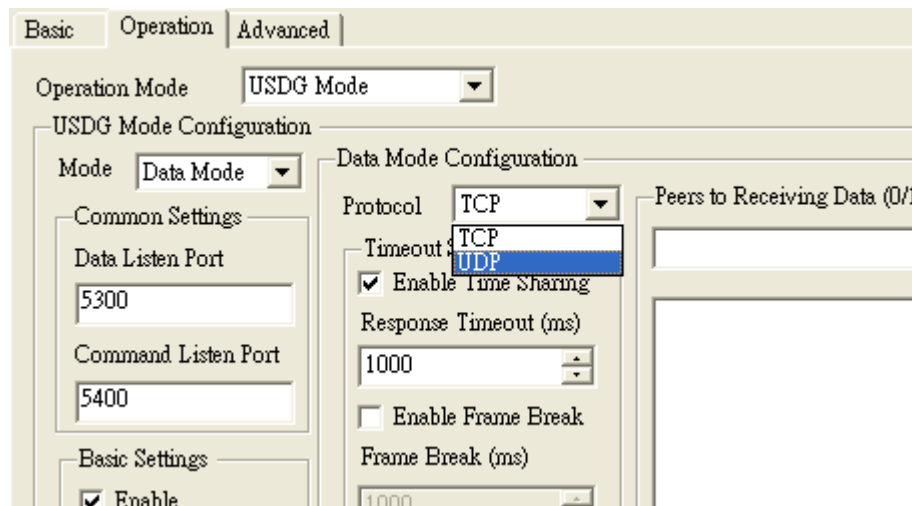 Basic Operation Advanced
Operation Mode USDG Mode
USDG Mode Configuration
Mode Data Mode
Common Settings
Data Listen Port
5300
Command Listen Port
5400
Basic Settings
Enable
Data Mode Configuration
Protocol TCP
TCP
UDP
Timeout
Enable Time Sharing
Response Timeout (ms)
1000
Enable Frame Break
Frame Break (ms)
1000
Peers to Receiving Data (0/1